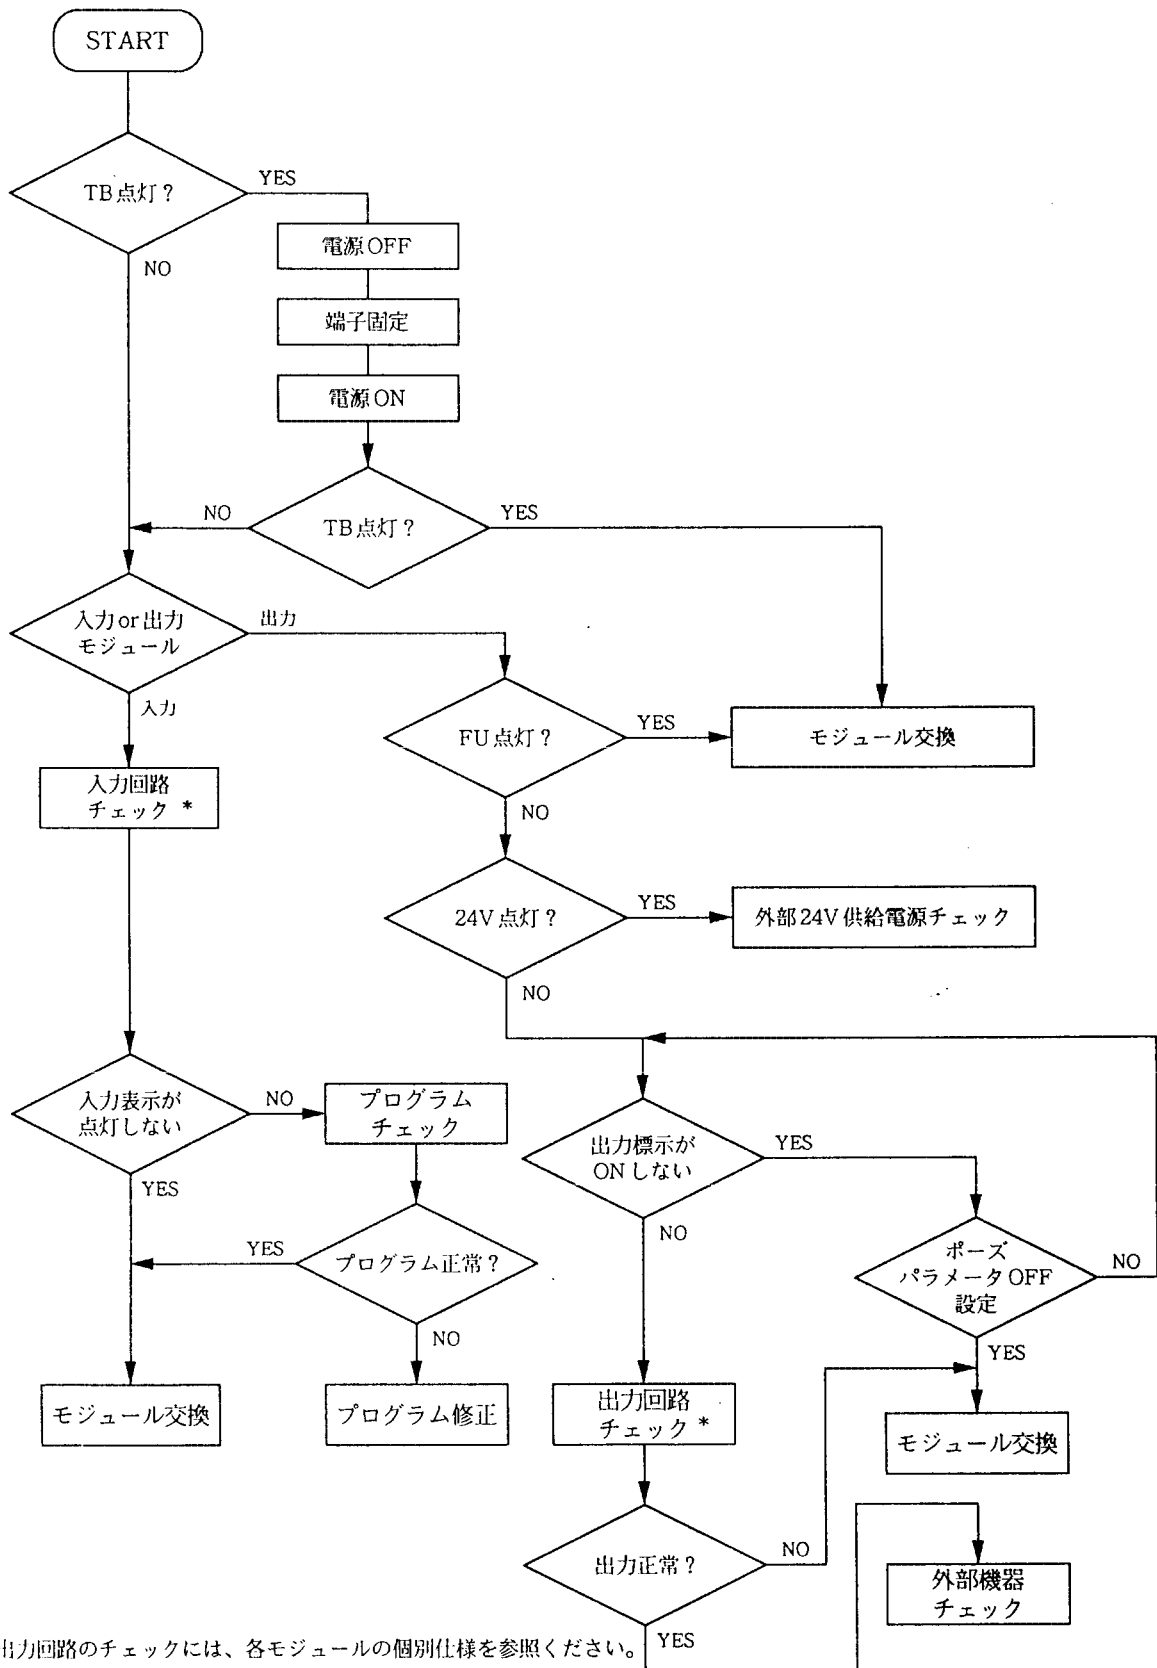 START
TB点灯?
YES
NO
電源OFF
端子固定
電源ON
TB点灯?
NO
YES
入力or出力
モジュール
出力
入力
FU点灯?
YES
NO
モジュール交換
入力回路
チェック *
24V点灯?
YES
NO
外部24V供給電源チェック
入力表示が
点灯しない
NO
YES
プログラム
チェック
出力標示が
ONしない
YES
NO
プログラム正常?
YES
NO
ポーズ
パラメータOFF
設定
NO
YES
モジュール交換
プログラム修正
出力回路
チェック *
モジュール交換
出力正常?
NO
YES
外部機器
チェック
出力回路のチェックには、各モジュールの個別仕様を参照ください。